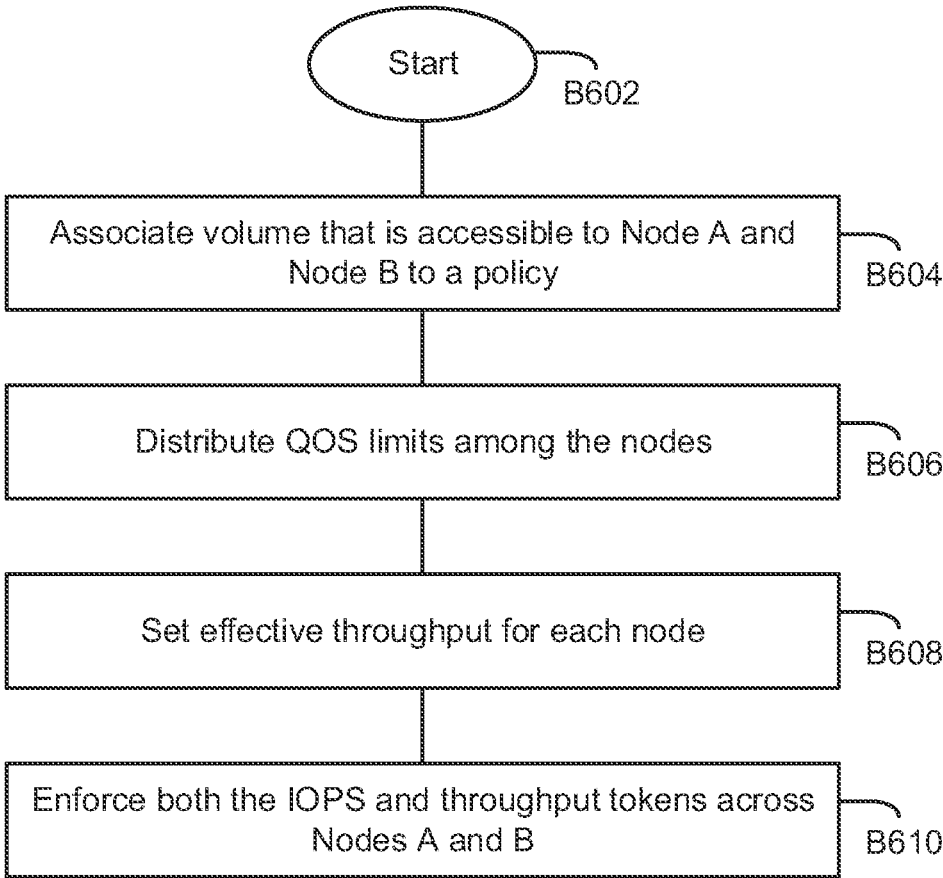 Start
B602
Associate volume that is accessible to Node A and
Node B to a policy
B604
Distribute QOS limits among the nodes
B606
Set effective throughput for each node
B608
Enforce both the IOPS and throughput tokens across
Nodes A and B
B610